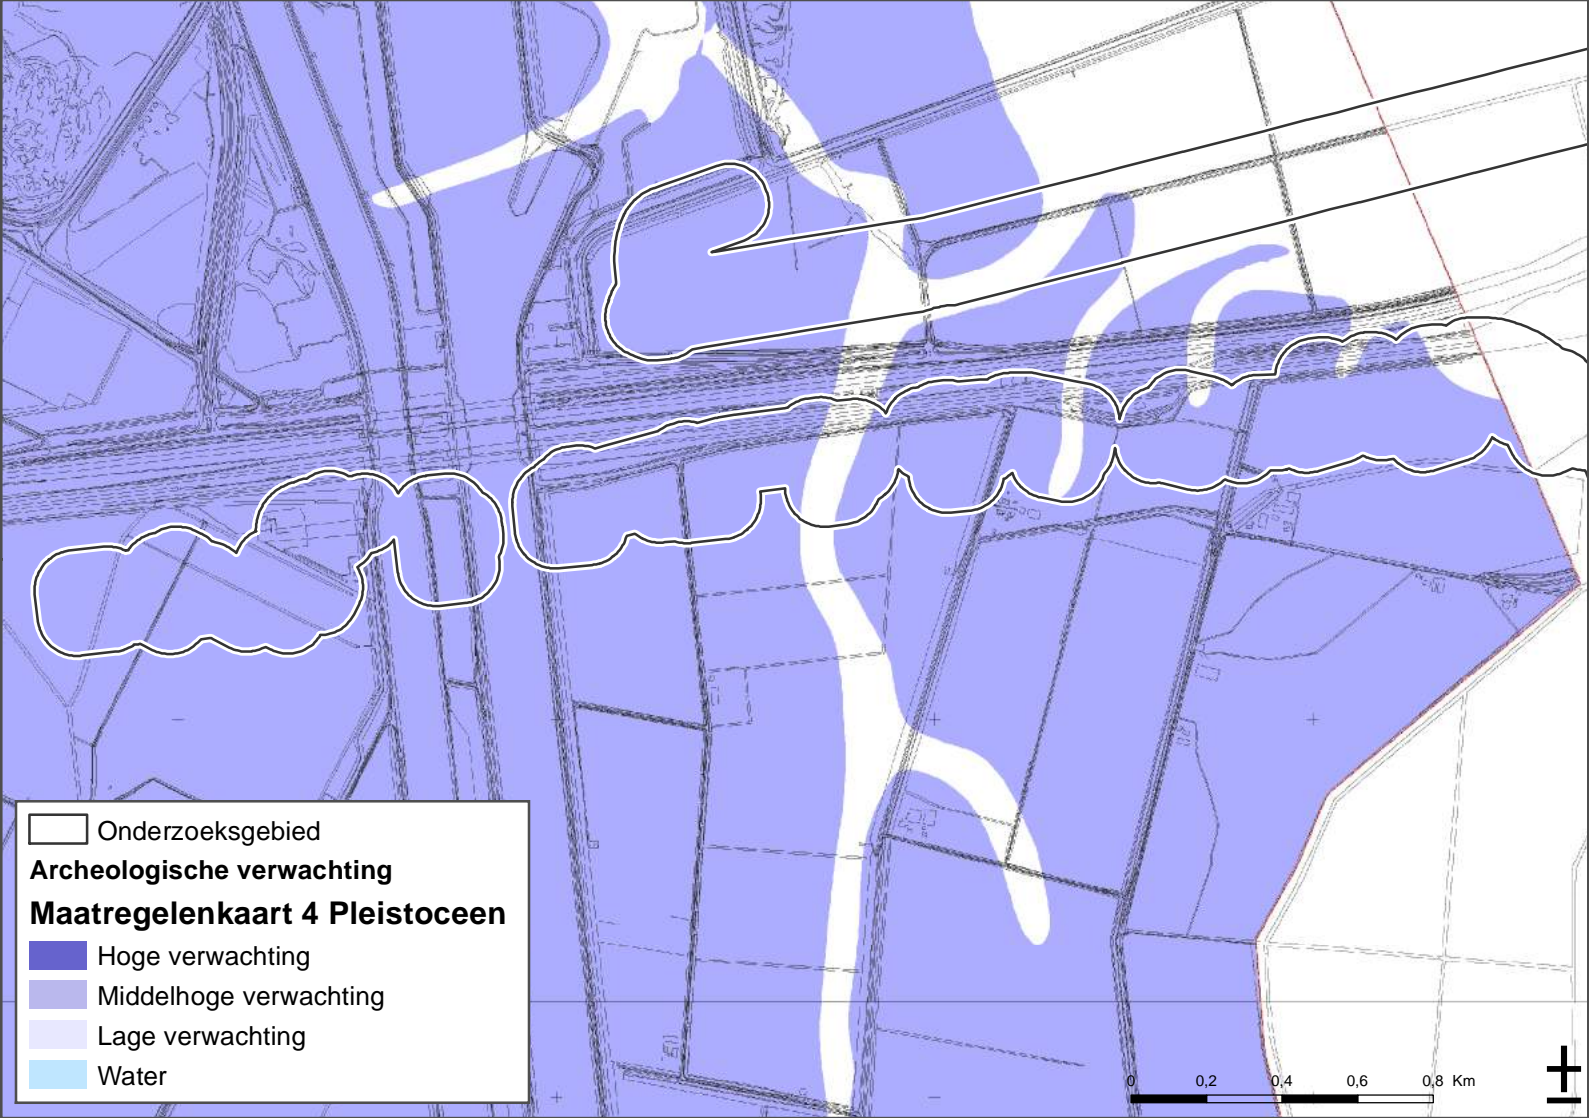 Onderzoeksgebied
Archeologische verwachting
Maatregelenkaart 4 Pleistoceen
Hoge verwachting
Middelhoge verwachting
Lage verwachting
Water
0 0,2 0,4 0,6 0,8 Km